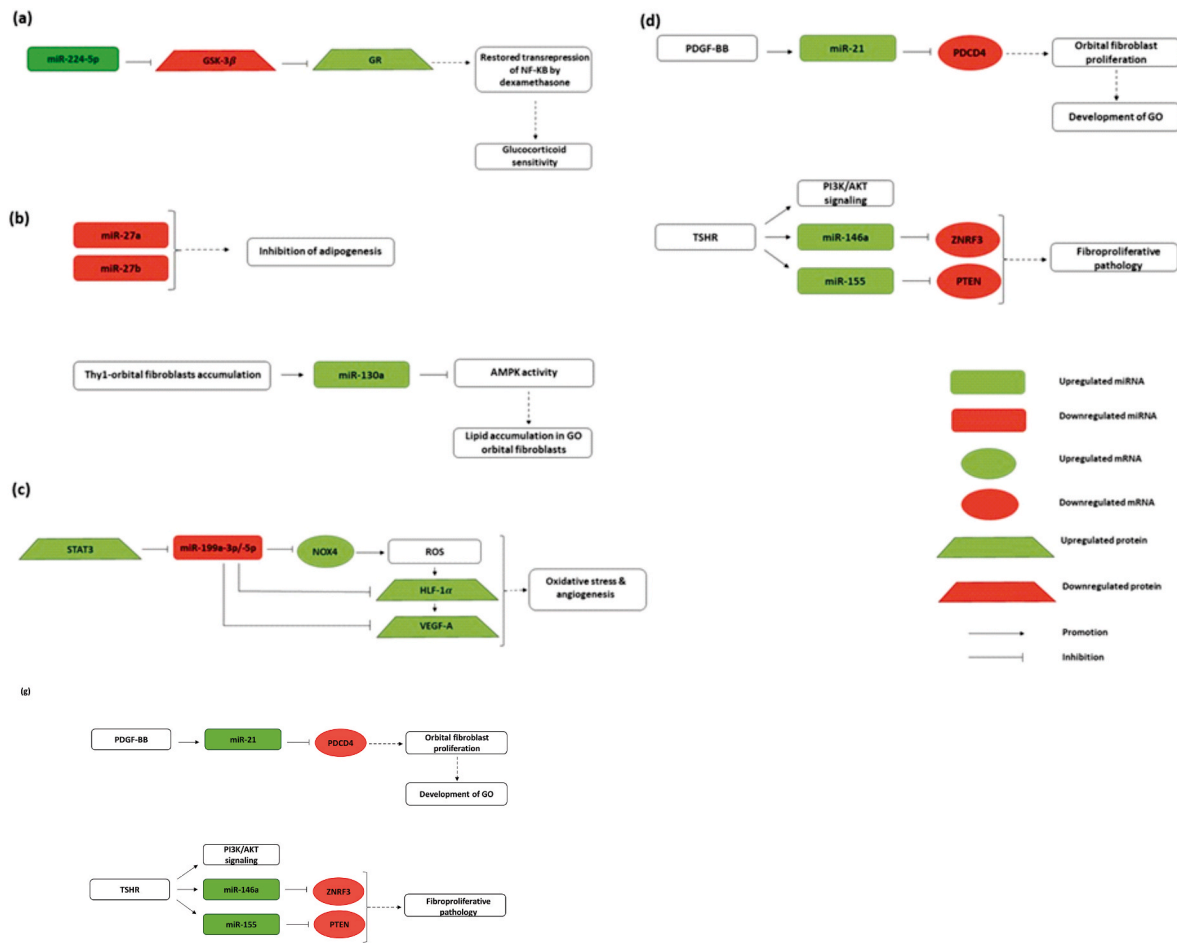 (a)
miR-224-5p
GSK-3β
GR
Restored transrepression
of NF-KB by
dexamethasone
Glucocorticoid
sensitivity
(b)
miR-27a
miR-27b
Inhibition of adipogenesis
Thy1-orbital fibroblasts accumulation
miR-130a
AMPK activity
Lipid accumulation in GO
orbital fibroblasts
(c)
STAT3
miR-199a-3p/-5p
NOX4
ROS
HLF-1α
VEGF-A
Oxidative stress &
angiogenesis
(d)
PDGF-BB
miR-21
PDCD4
Orbital fibroblast
proliferation
Development of GO
PI3K/AKT
signaling
TSHR
miR-146a
ZNRF3
miR-155
PTEN
Fibroproliferative
pathology
Upregulated miRNA
Downregulated miRNA
Upregulated mRNA
Downregulated mRNA
Upregulated protein
Downregulated protein
Promotion
Inhibition
(g)
PDGF-BB
miR-21
PDCD4
Orbital fibroblast
proliferation
Development of GO
PI3K/AKT
signaling
TSHR
miR-146a
ZNRF3
miR-155
PTEN
Fibroproliferative
pathology